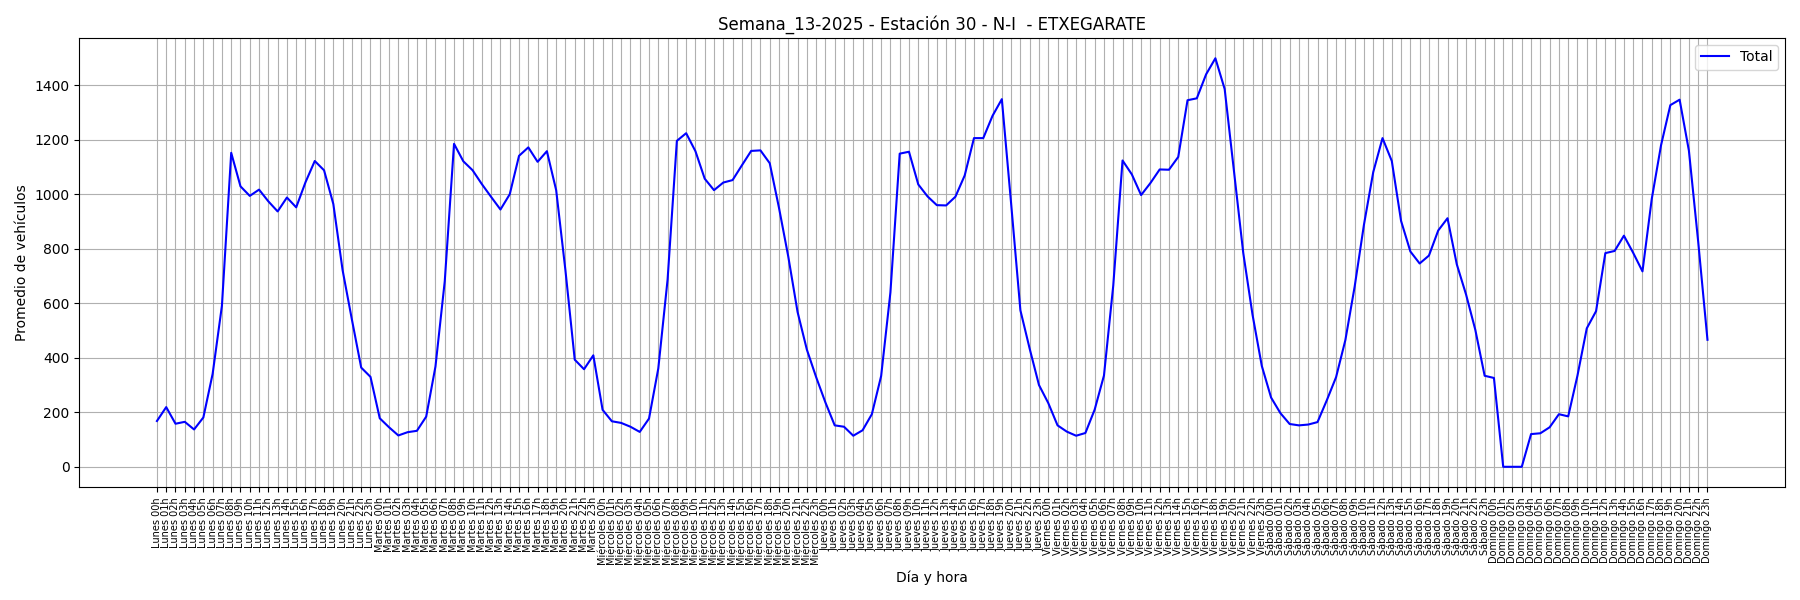 Semana_13-2025 - Estación 30 - N-I  - ETXEGARATE
Total
Promedio de vehículos
1400
1200
1000
800
600
400
200
0
Lunes 00h
Lunes 01h
Lunes 02h
Lunes 03h
Lunes 04h
Lunes 05h
Lunes 06h
Lunes 07h
Lunes 08h
Lunes 09h
Lunes 10h
Lunes 11h
Lunes 12h
Lunes 13h
Lunes 14h
Lunes 15h
Lunes 16h
Lunes 17h
Lunes 18h
Lunes 19h
Lunes 20h
Lunes 21h
Lunes 22h
Lunes 23h
Martes 00h
Martes 01h
Martes 02h
Martes 03h
Martes 04h
Martes 05h
Martes 06h
Martes 07h
Martes 08h
Martes 09h
Martes 10h
Martes 11h
Martes 12h
Martes 13h
Martes 14h
Martes 15h
Martes 16h
Martes 17h
Martes 18h
Martes 19h
Martes 20h
Martes 21h
Martes 22h
Martes 23h
Miércoles 00h
Miércoles 01h
Miércoles 02h
Miércoles 03h
Miércoles 04h
Miércoles 05h
Miércoles 06h
Miércoles 07h
Miércoles 08h
Miércoles 09h
Miércoles 10h
Miércoles 11h
Miércoles 12h
Miércoles 13h
Miércoles 14h
Miércoles 15h
Miércoles 16h
Miércoles 17h
Miércoles 18h
Miércoles 19h
Miércoles 20h
Miércoles 21h
Miércoles 22h
Miércoles 23h
Jueves 00h
Jueves 01h
Jueves 02h
Jueves 03h
Jueves 04h
Jueves 05h
Jueves 06h
Jueves 07h
Jueves 08h
Jueves 09h
Jueves 10h
Jueves 11h
Jueves 12h
Jueves 13h
Jueves 14h
Jueves 15h
Jueves 16h
Jueves 17h
Jueves 18h
Jueves 19h
Jueves 20h
Jueves 21h
Jueves 22h
Jueves 23h
Viernes 00h
Viernes 01h
Viernes 02h
Viernes 03h
Viernes 04h
Viernes 05h
Viernes 06h
Viernes 07h
Viernes 08h
Viernes 09h
Viernes 10h
Viernes 11h
Viernes 12h
Viernes 13h
Viernes 14h
Viernes 15h
Viernes 16h
Viernes 17h
Viernes 18h
Viernes 19h
Viernes 20h
Viernes 21h
Viernes 22h
Viernes 23h
Sábado 00h
Sábado 01h
Sábado 02h
Sábado 03h
Sábado 04h
Sábado 05h
Sábado 06h
Sábado 07h
Sábado 08h
Sábado 09h
Sábado 10h
Sábado 11h
Sábado 12h
Sábado 13h
Sábado 14h
Sábado 15h
Sábado 16h
Sábado 17h
Sábado 18h
Sábado 19h
Sábado 20h
Sábado 21h
Sábado 22h
Sábado 23h
Domingo 00h
Domingo 01h
Domingo 02h
Domingo 03h
Domingo 04h
Domingo 05h
Domingo 06h
Domingo 07h
Domingo 08h
Domingo 09h
Domingo 10h
Domingo 11h
Domingo 12h
Domingo 13h
Domingo 14h
Domingo 15h
Domingo 16h
Domingo 17h
Domingo 18h
Domingo 19h
Domingo 20h
Domingo 21h
Domingo 22h
Domingo 23h
Día y hora